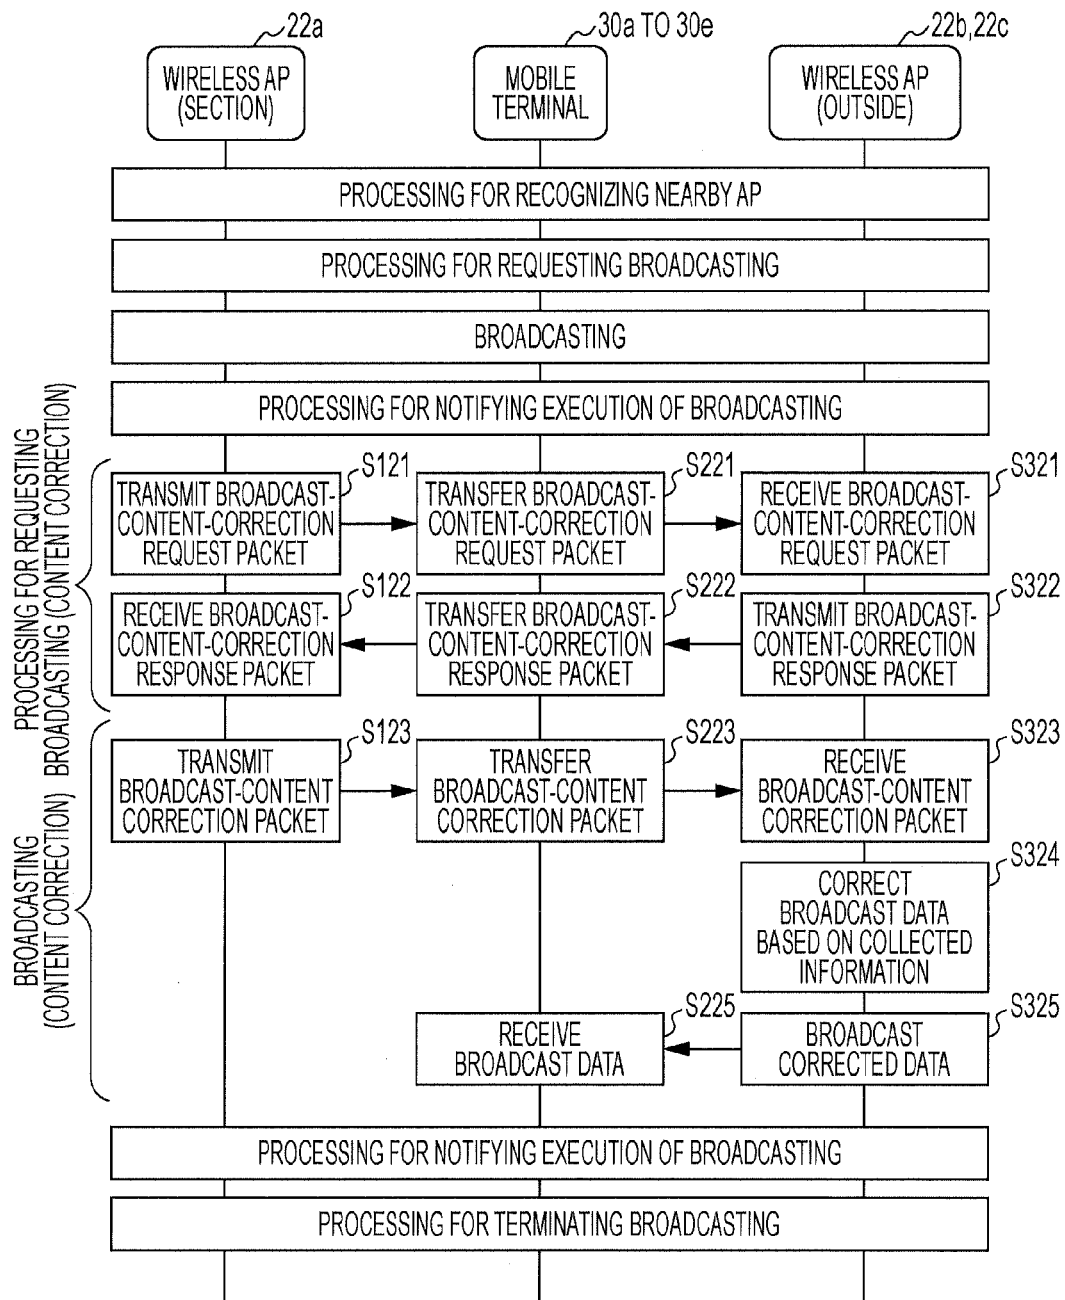 22a
30a TO 30e
22b,22c
WIRELESS AP
(SECTION)
MOBILE
TERMINAL
WIRELESS AP
(OUTSIDE)
PROCESSING FOR RECOGNIZING NEARBY AP
PROCESSING FOR REQUESTING BROADCASTING
BROADCASTING
PROCESSING FOR NOTIFYING EXECUTION OF BROADCASTING
PROCESSING FOR REQUESTING
BROADCASTING (CONTENT CORRECTION)
S121
TRANSMIT BROADCAST-
CONTENT-CORRECTION
REQUEST PACKET
S221
TRANSFER BROADCAST-
CONTENT-CORRECTION
REQUEST PACKET
S321
RECEIVE BROADCAST-
CONTENT-CORRECTION
REQUEST PACKET
S122
RECEIVE BROADCAST-
CONTENT-CORRECTION
RESPONSE PACKET
S222
TRANSFER BROADCAST-
CONTENT-CORRECTION
RESPONSE PACKET
S322
TRANSMIT BROADCAST-
CONTENT-CORRECTION
RESPONSE PACKET
BROADCASTING
(CONTENT CORRECTION)
S123
TRANSMIT
BROADCAST-CONTENT
CORRECTION PACKET
S223
TRANSFER
BROADCAST-CONTENT
CORRECTION PACKET
S323
RECEIVE
BROADCAST-CONTENT
CORRECTION PACKET
S324
CORRECT
BROADCAST DATA
BASED ON COLLECTED
INFORMATION
S225
RECEIVE
BROADCAST DATA
S325
BROADCAST
CORRECTED DATA
PROCESSING FOR NOTIFYING EXECUTION OF BROADCASTING
PROCESSING FOR TERMINATING BROADCASTING